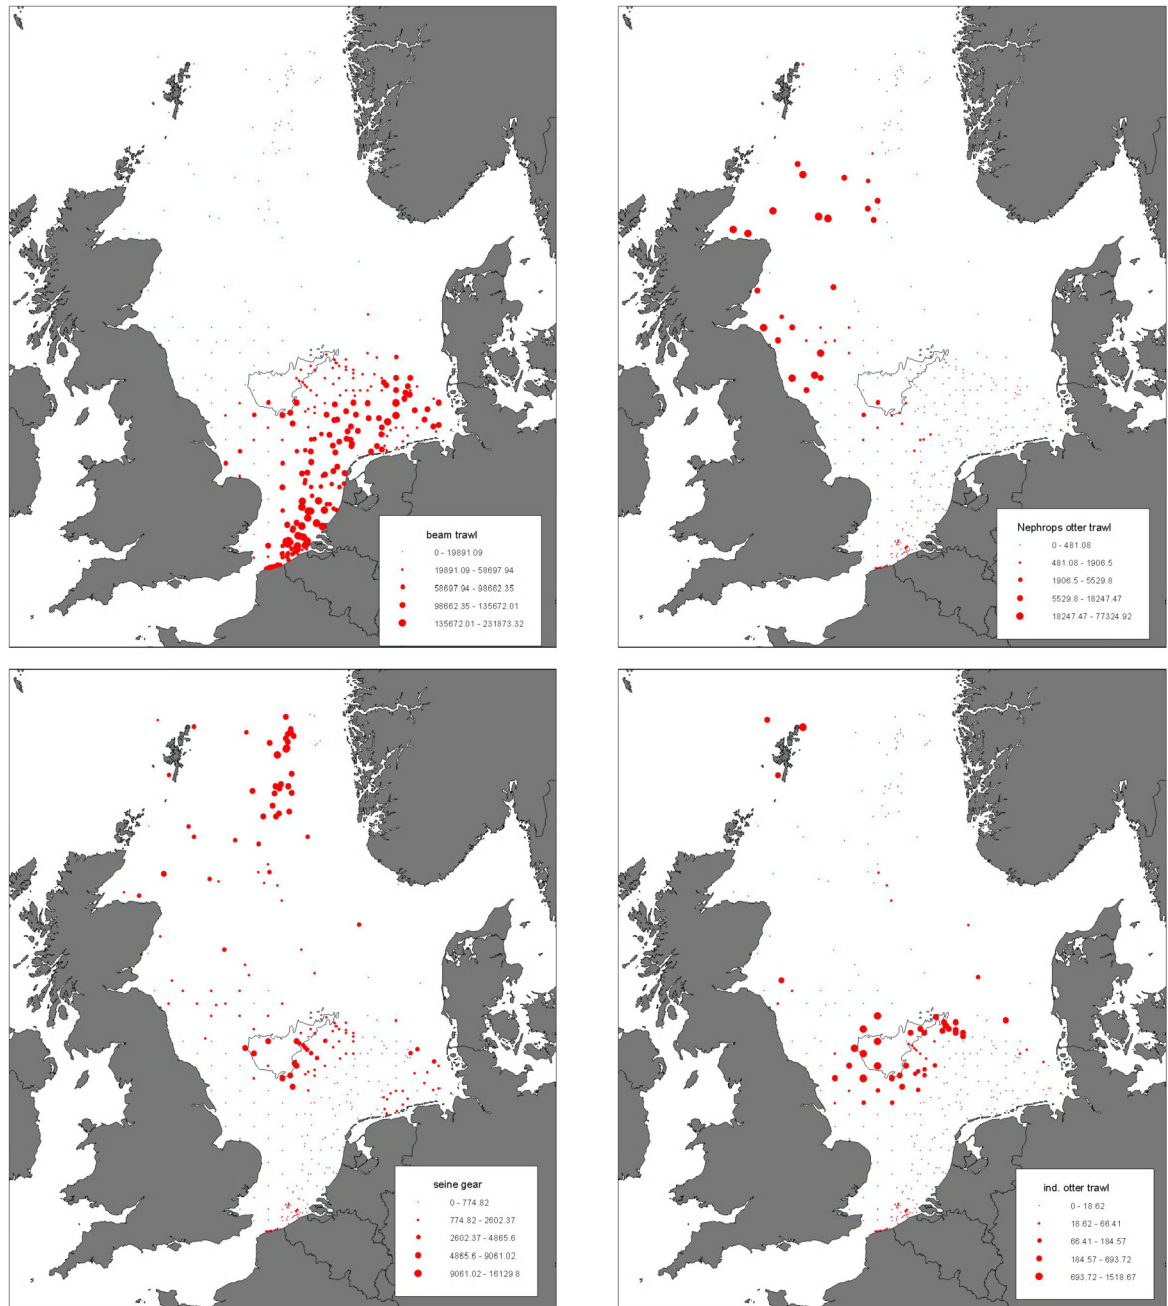 beam trawl
0 - 19891.09
19891.09 - 58697.94
58697.94 - 98662.35
98662.35 - 135672.01
135672.01 - 231873.32
Nephrops otter trawl
0 - 481.08
481.08 - 1906.5
1906.5 - 5529.8
5529.8 - 18247.47
18247.47 - 77324.92
seine gear
0 - 774.82
774.82 - 2602.37
2602.37 - 4865.6
4865.6 - 9061.02
9061.02 - 16129.8
ind. otter trawl
0 - 18.62
18.62 - 66.41
66.41 - 184.57
184.57 - 693.72
693.72 - 1518.67